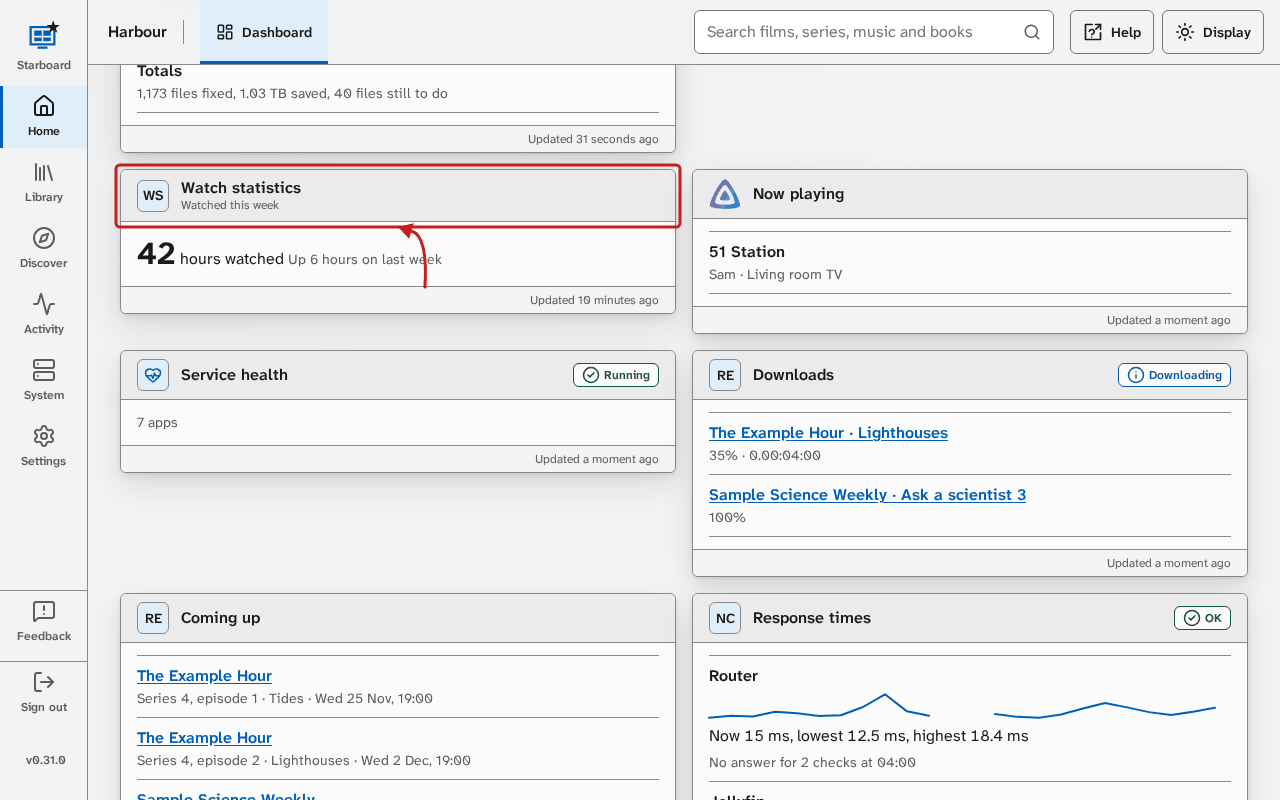 Starboard
Home
Library
Discover
Activity
System
Settings
Feedback
Sign out
v0.31.0
Harbour
Dashboard
Search films, series, music and books
Help
Display
Totals
1,173 files fixed, 1.03 TB saved, 40 files still to do
Updated 31 seconds ago
WS
Watch statistics
Watched this week
42 hours watched Up 6 hours on last week
Updated 10 minutes ago
Now playing
51 Station
Sam · Living room TV
Updated a moment ago
Service health
Running
7 apps
Updated a moment ago
RE
Downloads
Downloading
The Example Hour · Lighthouses
35% · 0.00:04:00
Sample Science Weekly · Ask a scientist 3
100%
Updated a moment ago
RE
Coming up
The Example Hour
Series 4, episode 1 · Tides · Wed 25 Nov, 19:00
The Example Hour
Series 4, episode 2 · Lighthouses · Wed 2 Dec, 19:00
Sample Science Weekly
NC
Response times
OK
Router
Now 15 ms, lowest 12.5 ms, highest 18.4 ms
No answer for 2 checks at 04:00
Jellyfin